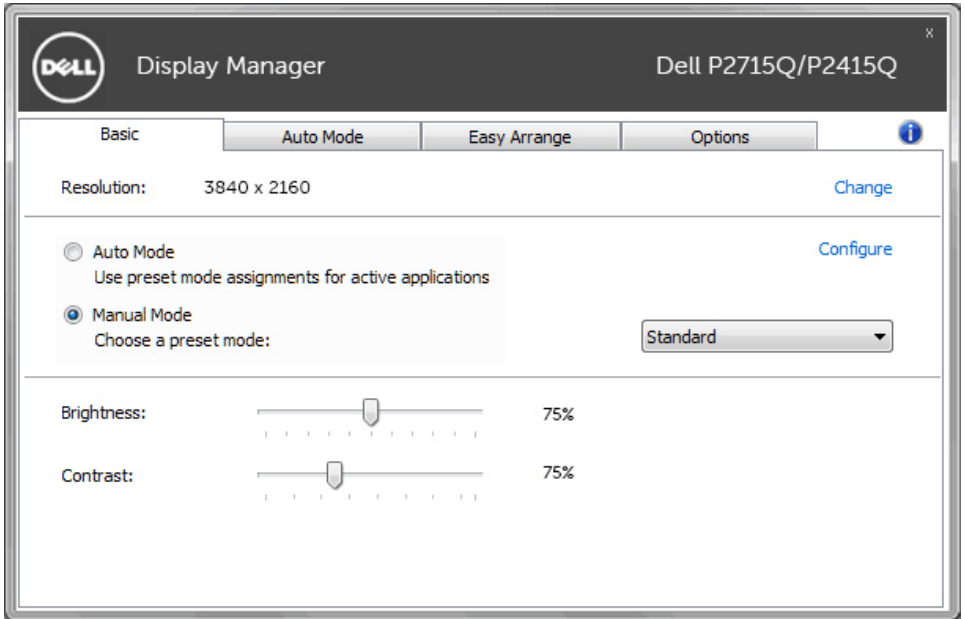 DELL
Display Manager
Dell P2715Q/P2415Q
x
Basic
Auto Mode
Easy Arrange
Options
i
Resolution: 3840 x 2160 Change
Auto Mode Configure
Use preset mode assignments for active applications
Manual Mode
Choose a preset mode: Standard
Brightness: 75%
Contrast: 75%